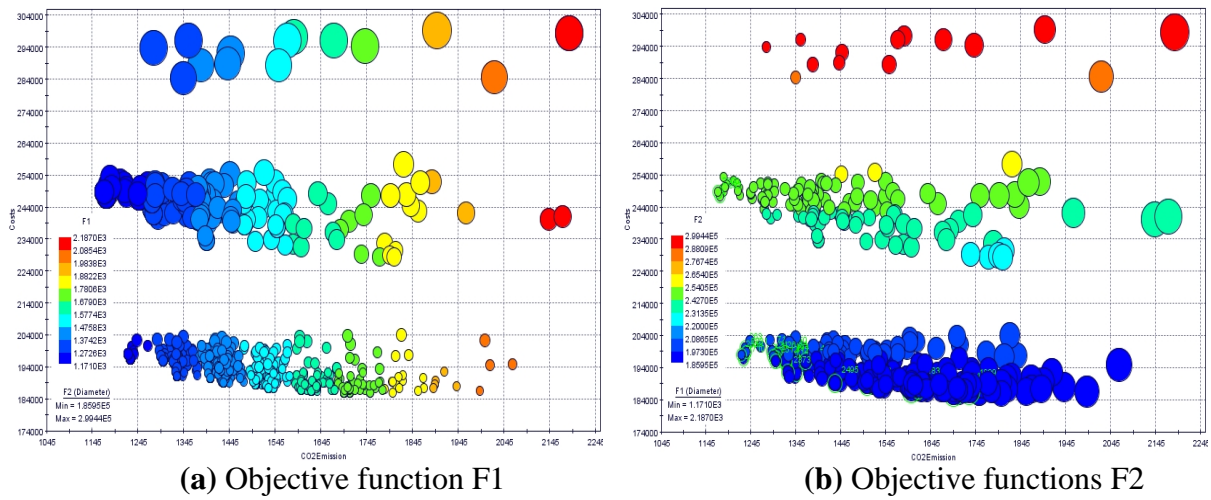 304000
294000
284000
274000
264000
254000
244000
234000
224000
214000
204000
194000
184000
174000
Costs
F1
2.1870E3
2.0854E3
1.9838E3
1.8822E3
1.7806E3
1.6790E3
1.5774E3
1.4758E3
1.3742E3
1.2726E3
1.1710E3
F2 (Diameter)
Min = 1.8595E5
Max = 2.9944E5
1045 1145 1245 1345 1445 1545 1645 1745 1845 1945 2045 2145 2245
CO2Emission
(a) Objective function F1
304000
294000
284000
274000
264000
254000
244000
234000
224000
214000
204000
194000
184000
174000
Costs
F2
2.9944E5
2.8809E5
2.7674E5
2.6540E5
2.5405E5
2.4270E5
2.3135E5
2.2000E5
2.0865E5
1.9730E5
1.8595E5
F1 (Diameter)
Min = 1.1710E3
Max = 2.1870E3
2495
1045 1145 1245 1345 1445 1545 1645 1745 1845 1945 2045 2145 2245
CO2Emission
(b) Objective functions F2